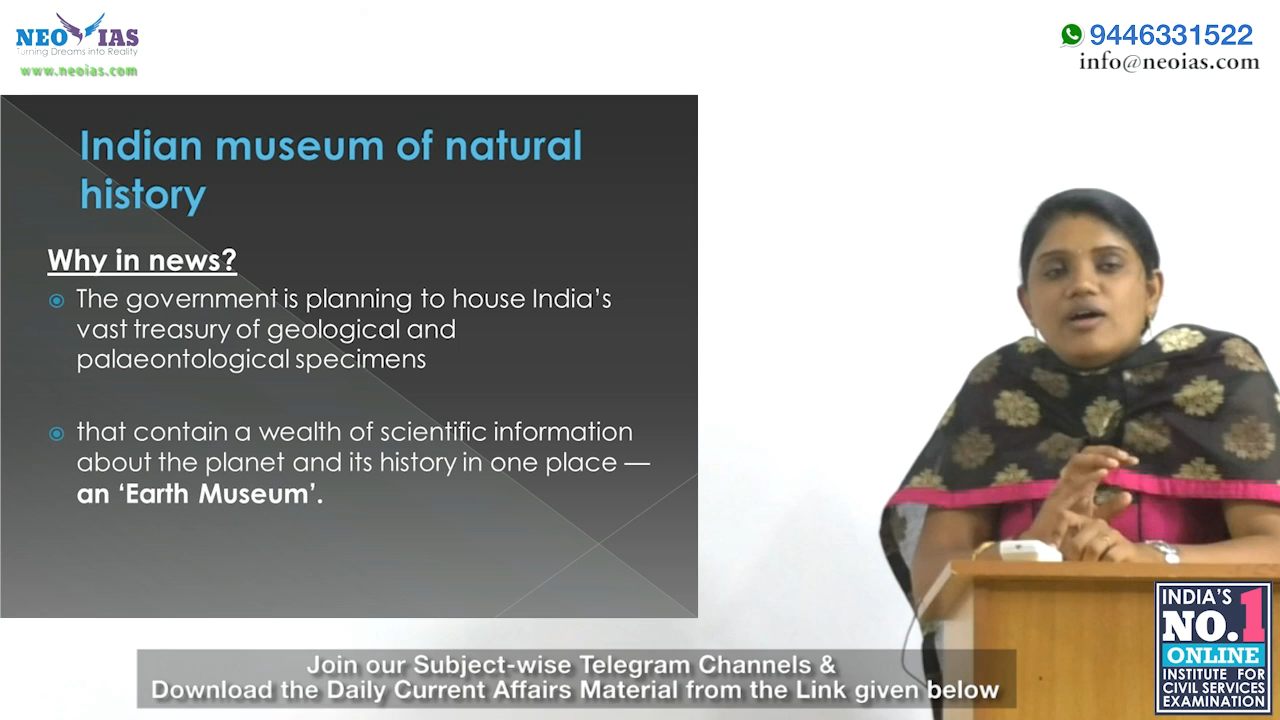 NEO IAS
Turning Dreams into Reality
www.neoias.com
9446331522
info@neoias.com
Indian museum of natural
history
Why in news?
The government is planning to house India's
vast treasury of geological and
palaeontological specimens
that contain a wealth of scientific information
about the planet and its history in one place —
an 'Earth Museum'.
INDIA'S
NO.1
ONLINE
INSTITUTE FOR
CIVIL SERVICES
EXAMINATION
Join our Subject-wise Telegram Channels &
Download the Daily Current Affairs Material from the Link given below